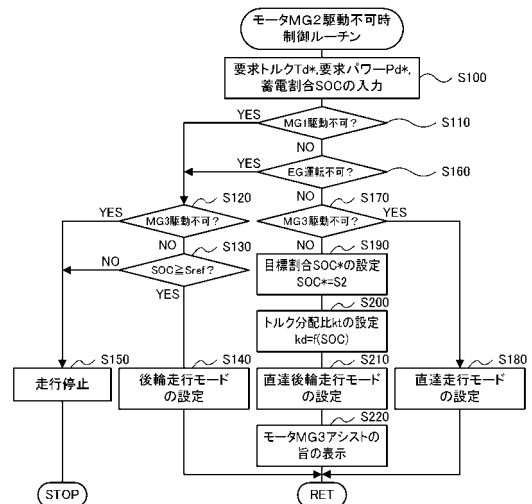 モータMG2駆動不可時
制御ルーチン
要求トルクTd*,要求パワーPd*,
蓄電割合SOCの入力
S100
YES
MG1駆動不可?
S110
NO
YES
EG運転不可?
S160
S120
NO
S170
YES
MG3駆動不可?
MG3駆動不可?
YES
NO
S130
NO
S190
NO
SOC≧Sref?
目標割合SOC*の設定
SOC*=S2
YES
S200
トルク分配比ktの設定
kd=f(SOC)
S150
S140
S210
S180
走行停止
後輪走行モード
の設定
直達後輪走行モード
の設定
直達走行モード
の設定
S220
モータMG3アシストの
旨の表示
STOP
RET